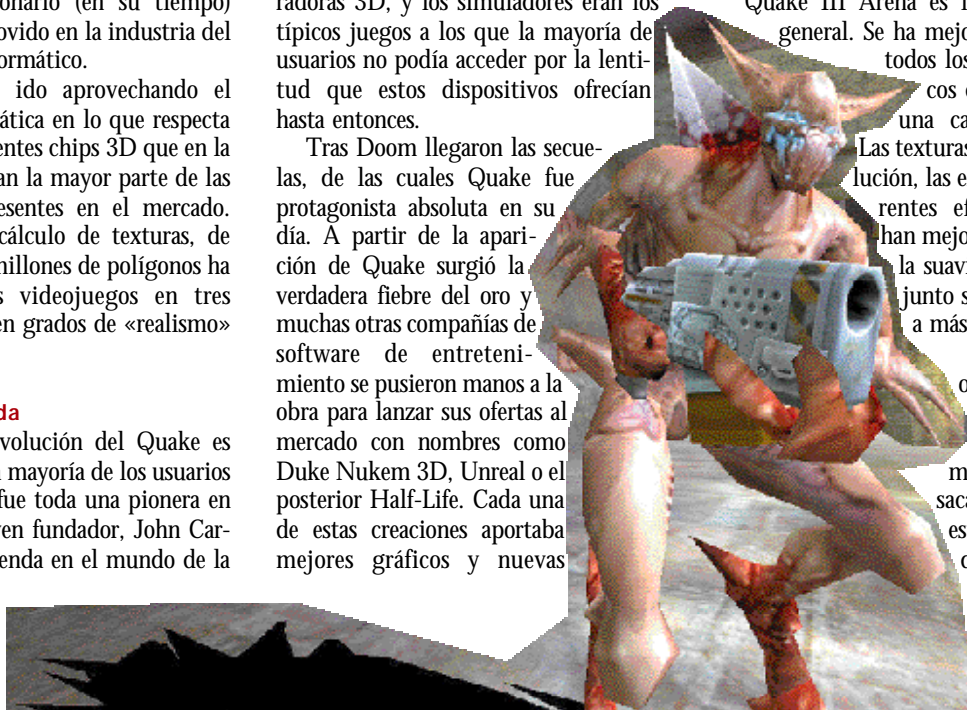 onario (en su tiempo)
ovido en la industria del
ormático.
ido aprovechando el
ática en lo que respecta
entes chips 3D que en la
an la mayor parte de las
esentes en el mercado.
cálculo de texturas, de
millones de polígonos ha
s videojuegos en tres
en grados de «realismo»
da
volución del Quake es
mayoría de los usuarios
fue toda una pionera en
ven fundador, John Car-
enda en el mundo de la
radoras 3D, y los simuladores eran los
típicos juegos a los que la mayoría de
usuarios no podía acceder por la lenti-
tud que estos dispositivos ofrecían
hasta entonces.
Tras Doom llegaron las secue-
las, de las cuales Quake fue
protagonista absoluta en su
día. A partir de la apari-
ción de Quake surgió la
verdadera fiebre del oro y
muchas otras compañías de
software de entreteni-
miento se pusieron manos a la
obra para lanzar sus ofertas al
mercado con nombres como
Duke Nukem 3D, Unreal o el
posterior Half-Life. Cada una
de estas creaciones aportaba
mejores gráficos y nuevas
Quake III Arena es
general. Se ha mejo
todos los
cos
una ca
Las texturas
lución, las e
rentes ef
han mejo
la suav
junto s
a más
o
m
saca
es